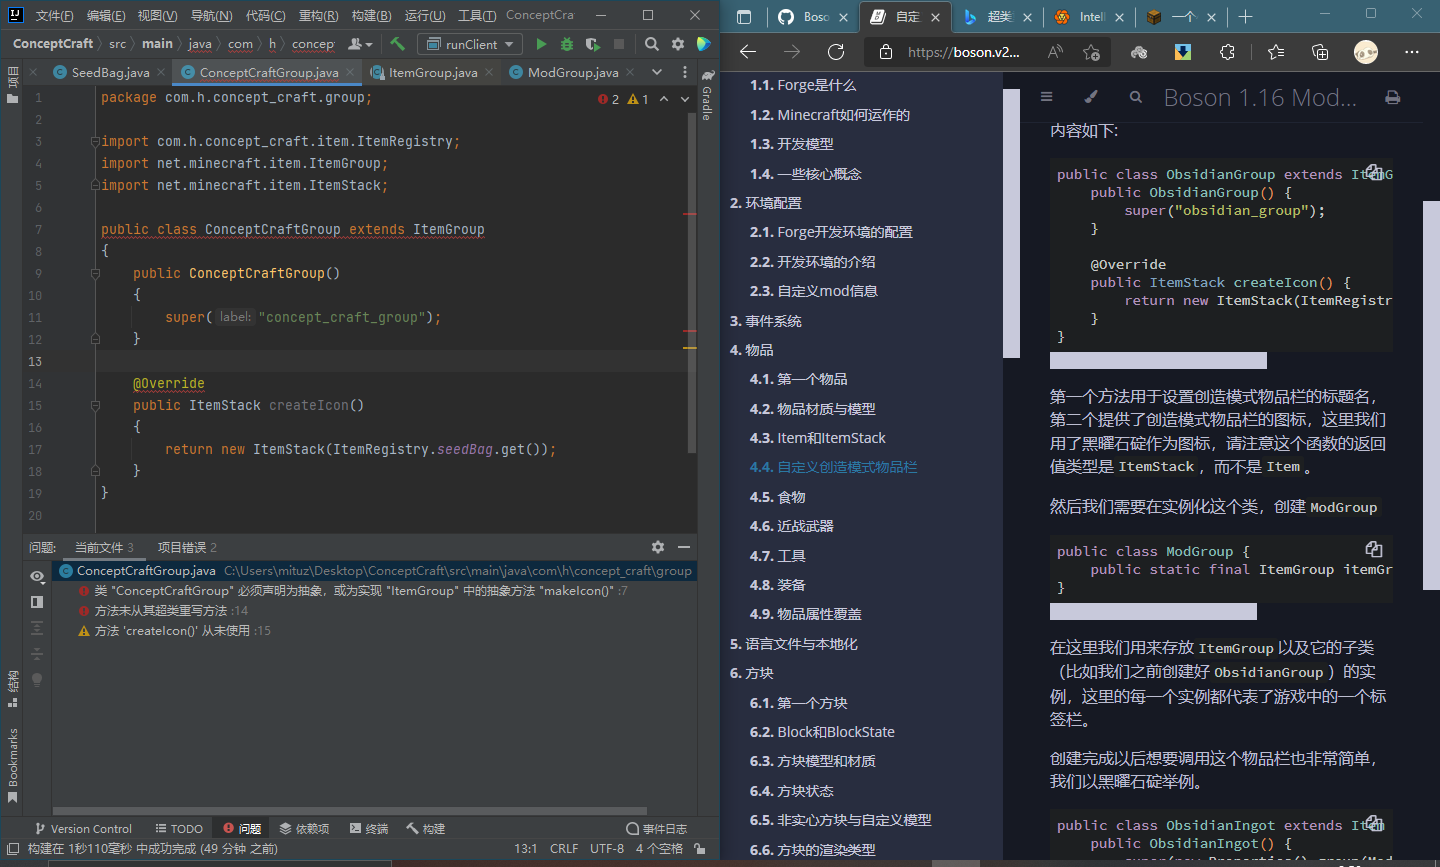 文件(F) 编辑(E) 视图(V) 导航(N) 代码(C) 重构(R) 构建(B) 运行(U) 工具(T) ConceptCra
ConceptCraft src main java com h concep runClient
SeedBag.java ConceptCraftGroup.java ItemGroup.java ModGroup.java
项目
Gradle
2 1
1 package com.h.concept_craft.group;
2
3 import com.h.concept_craft.item.ItemRegistry;
4 import net.minecraft.item.ItemGroup;
5 import net.minecraft.item.ItemStack;
6
7 public class ConceptCraftGroup extends ItemGroup
8 {
9 public ConceptCraftGroup()
10 {
11 super( label: "concept_craft_group");
12 }
13
14 @Override
15 public ItemStack createIcon()
16 {
17 return new ItemStack(ItemRegistry.seedBag.get());
18 }
19 }
20
问题: 当前文件 3 项目错误 2
ConceptCraftGroup.java C:\Users\mituz\Desktop\ConceptCraft\src\main\java\com\h\concept_craft\group
类 "ConceptCraftGroup" 必须声明为抽象，或为实现 "ItemGroup" 中的抽象方法 "makeIcon()" :7
方法未从其超类重写方法 :14
方法 'createIcon()' 从未使用 :15
结构
Bookmarks
Version Control TODO 问题 依赖项 终端 构建 事件日志
构建在 1秒110毫秒 中成功完成 (49 分钟 之前) 13:1 CRLF UTF-8 4 个空格
Boso 自定 超类 Intell 一个
https://boson.v2...
1.1. Forge是什么
1.2. Minecraft如何运作的
1.3. 开发模型
1.4. 一些核心概念
2. 环境配置
2.1. Forge开发环境的配置
2.2. 开发环境的介绍
2.3. 自定义mod信息
3. 事件系统
4. 物品
4.1. 第一个物品
4.2. 物品材质与模型
4.3. Item和ItemStack
4.4. 自定义创造模式物品栏
4.5. 食物
4.6. 近战武器
4.7. 工具
4.8. 装备
4.9. 物品属性覆盖
5. 语言文件与本地化
6. 方块
6.1. 第一个方块
6.2. Block和BlockState
6.3. 方块模型和材质
6.4. 方块状态
6.5. 非实心方块与自定义模型
6.6. 方块的渲染类型
Boson 1.16 Mod...
内容如下:
public class ObsidianGroup extends ItemG
public ObsidianGroup() {
super("obsidian_group");
}
@Override
public ItemStack createIcon() {
return new ItemStack(ItemRegistr
}
}
第一个方法用于设置创造模式物品栏的标题名，
第二个提供了创造模式物品栏的图标，这里我们
用了黑曜石碇作为图标，请注意这个函数的返回
值类型是 ItemStack ，而不是 Item 。
然后我们需要在实例化这个类，创建 ModGroup
public class ModGroup {
public static final ItemGroup itemGr
}
在这里我们用来存放 ItemGroup 以及它的子类
（比如我们之前创建好 ObsidianGroup ）的实
例，这里的每一个实例都代表了游戏中的一个标
签栏。
创建完成以后想要调用这个物品栏也非常简单，
我们以黑曜石碇举例。
public class ObsidianIngot extends Item
public ObsidianIngot() {